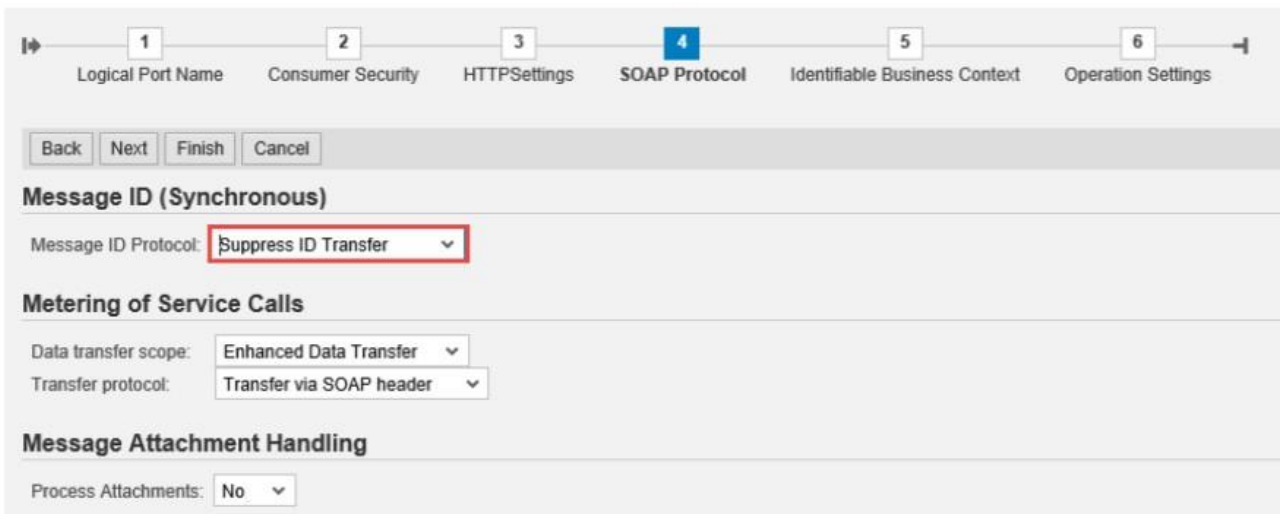 1 2 3 4 5 6
Logical Port Name Consumer Security HTTPSettings SOAP Protocol Identifiable Business Context Operation Settings
Back Next Finish Cancel
Message ID (Synchronous)
Message ID Protocol: Suppress ID Transfer
Metering of Service Calls
Data transfer scope: Enhanced Data Transfer
Transfer protocol: Transfer via SOAP header
Message Attachment Handling
Process Attachments: No